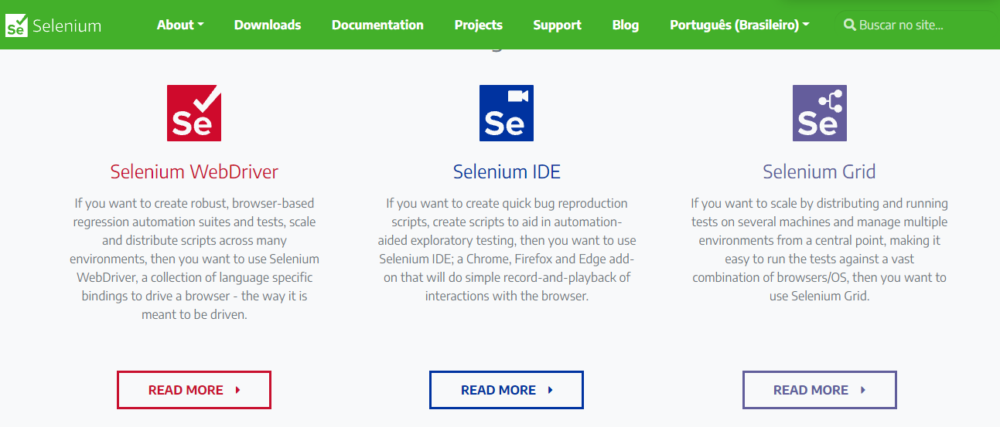 Se Selenium About Downloads Documentation Projects Support Blog Português (Brasileiro) Buscar no site...
Se
Selenium WebDriver
If you want to create robust, browser-based
regression automation suites and tests, scale
and distribute scripts across many
environments, then you want to use Selenium
WebDriver, a collection of language specific
bindings to drive a browser - the way it is
meant to be driven.
READ MORE
Se
Selenium IDE
If you want to create quick bug reproduction
scripts, create scripts to aid in automation-
aided exploratory testing, then you want to use
Selenium IDE; a Chrome, Firefox and Edge add-
on that will do simple record-and-playback of
interactions with the browser.
READ MORE
Se
Selenium Grid
If you want to scale by distributing and running
tests on several machines and manage multiple
environments from a central point, making it
easy to run the tests against a vast
combination of browsers/OS, then you want to
use Selenium Grid.
READ MORE